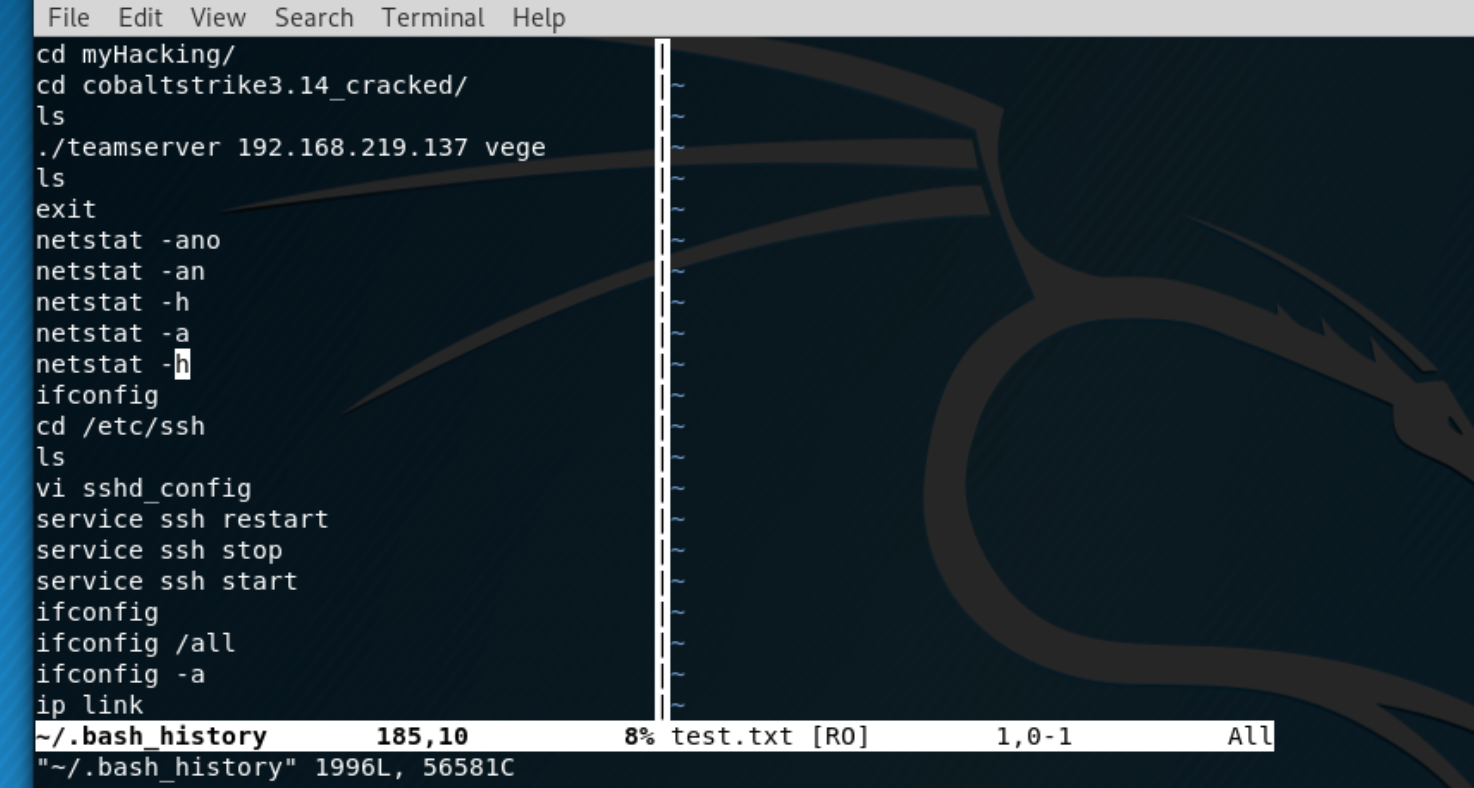 File Edit View Search Terminal Help
cd myHacking/
cd cobaltstrike3.14_cracked/
ls
./teamserver 192.168.219.137 vege
ls
exit
netstat -ano
netstat -an
netstat -h
netstat -a
netstat -h
ifconfig
cd /etc/ssh
ls
vi sshd_config
service ssh restart
service ssh stop
service ssh start
ifconfig
ifconfig /all
ifconfig -a
ip link
~/.bash_history 185,10 8% test.txt [RO] 1,0-1 All
"~/.bash_history" 1996L, 56581C